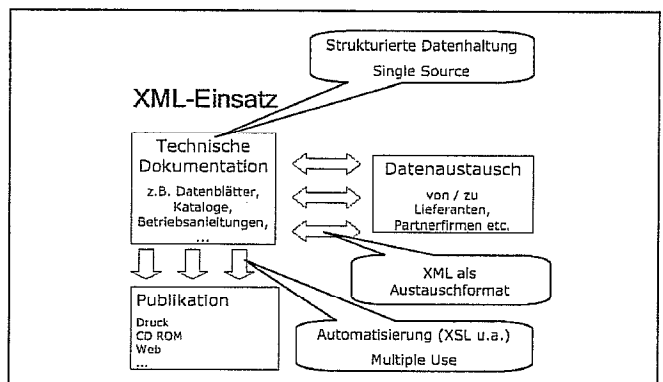 Strukturierte Datenhaltung
Single Source
XML-Einsatz
Technische
Dokumentation
z.B. Datenblätter,
Kataloge,
Betriebsanleitungen,
...
Datenaustausch
von / zu
Lieferanten,
Partnerfirmen etc.
XML als
Austauschformat
Publikation
Druck
CD ROM
Web
...
Automatisierung (XSL u.a.)
Multiple Use